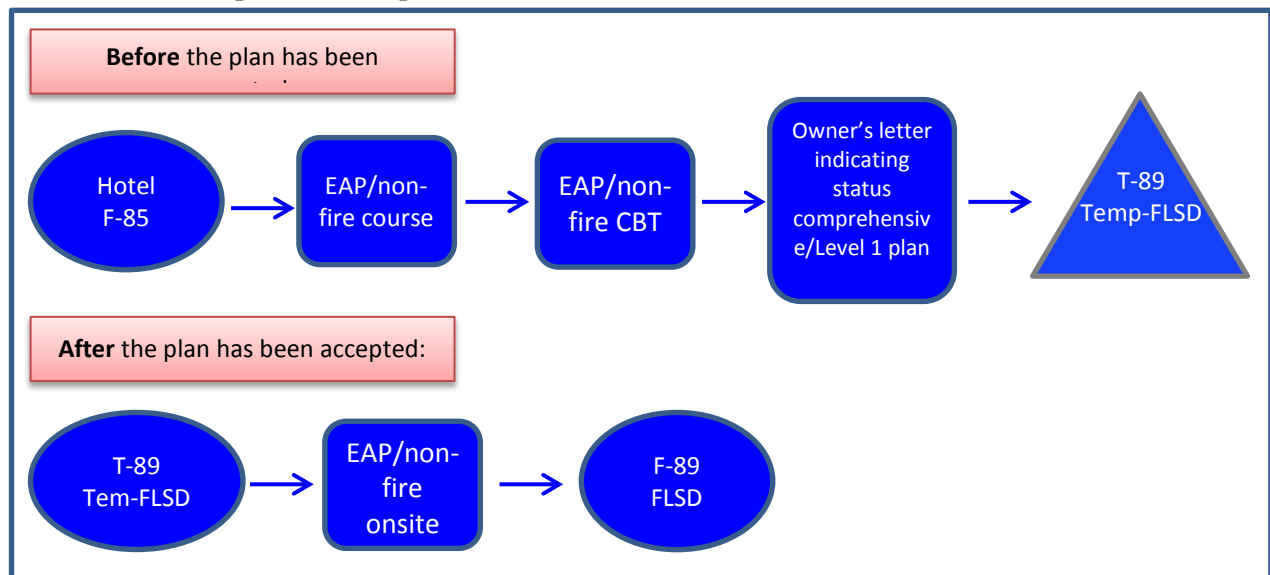 Before the plan has been
Hotel
F-85
EAP/non-
fire course
EAP/non-
fire CBT
Owner's letter
indicating
status
comprehensiv
e/Level 1 plan
T-89
Temp-FLSD
After the plan has been accepted:
T-89
Tem-FLSD
EAP/non-
fire
onsite
F-89
FLSD